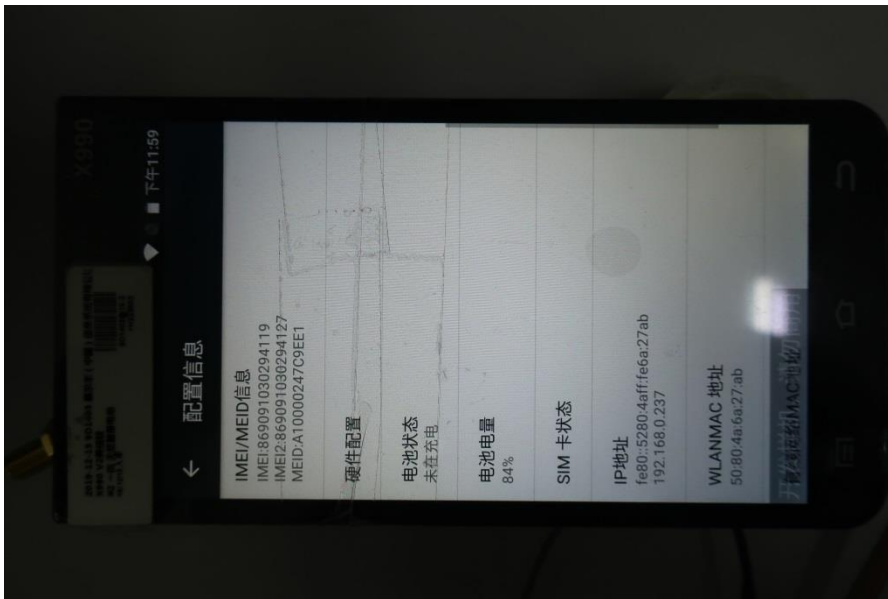 X990
下午11:59
配置信息
IMEI/MEID信息
IMEI:869091030294119
IMEI2:869091030294127
MEID:A10000247C9EE1
硬件配置
电池状态
未在充电
电池电量
84%
SIM 卡状态
IP地址
fe80::5280:4aff:fe6a:27ab
192.168.0.237
WLANMAC 地址
50:80:4a:6a:27:ab